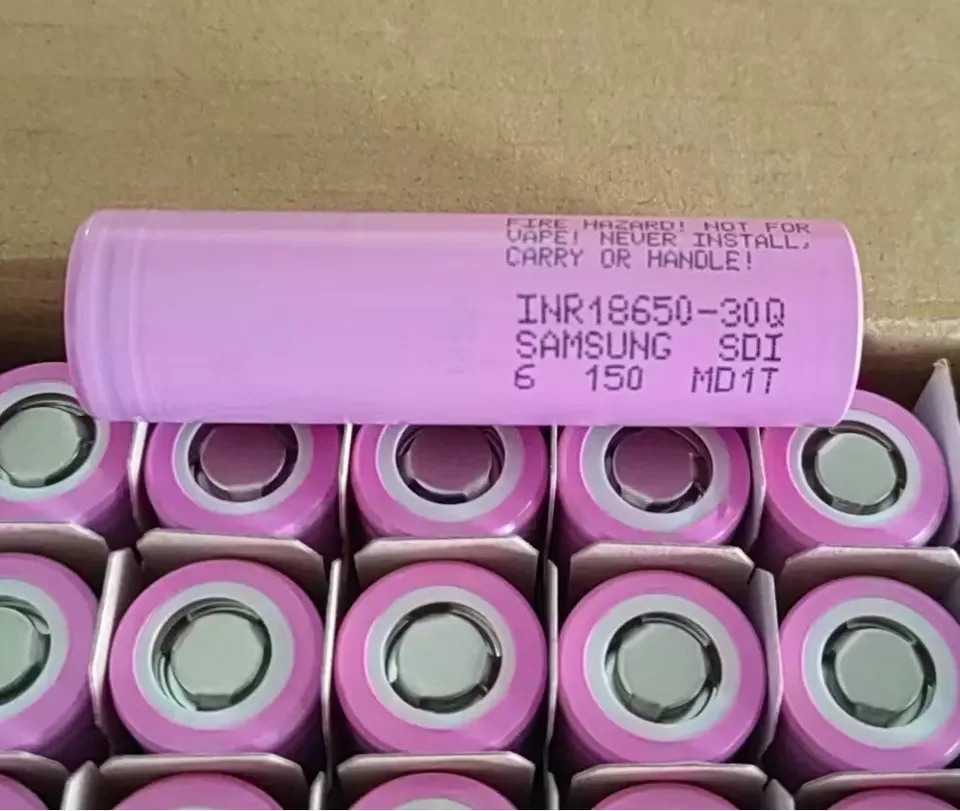 FIRE HAZARD! NOT FOR
VAPE! NEVER INSTALL,
CARRY OR HANDLE!
INR18650-30Q
SAMSUNG SDI
6 150 MD1T